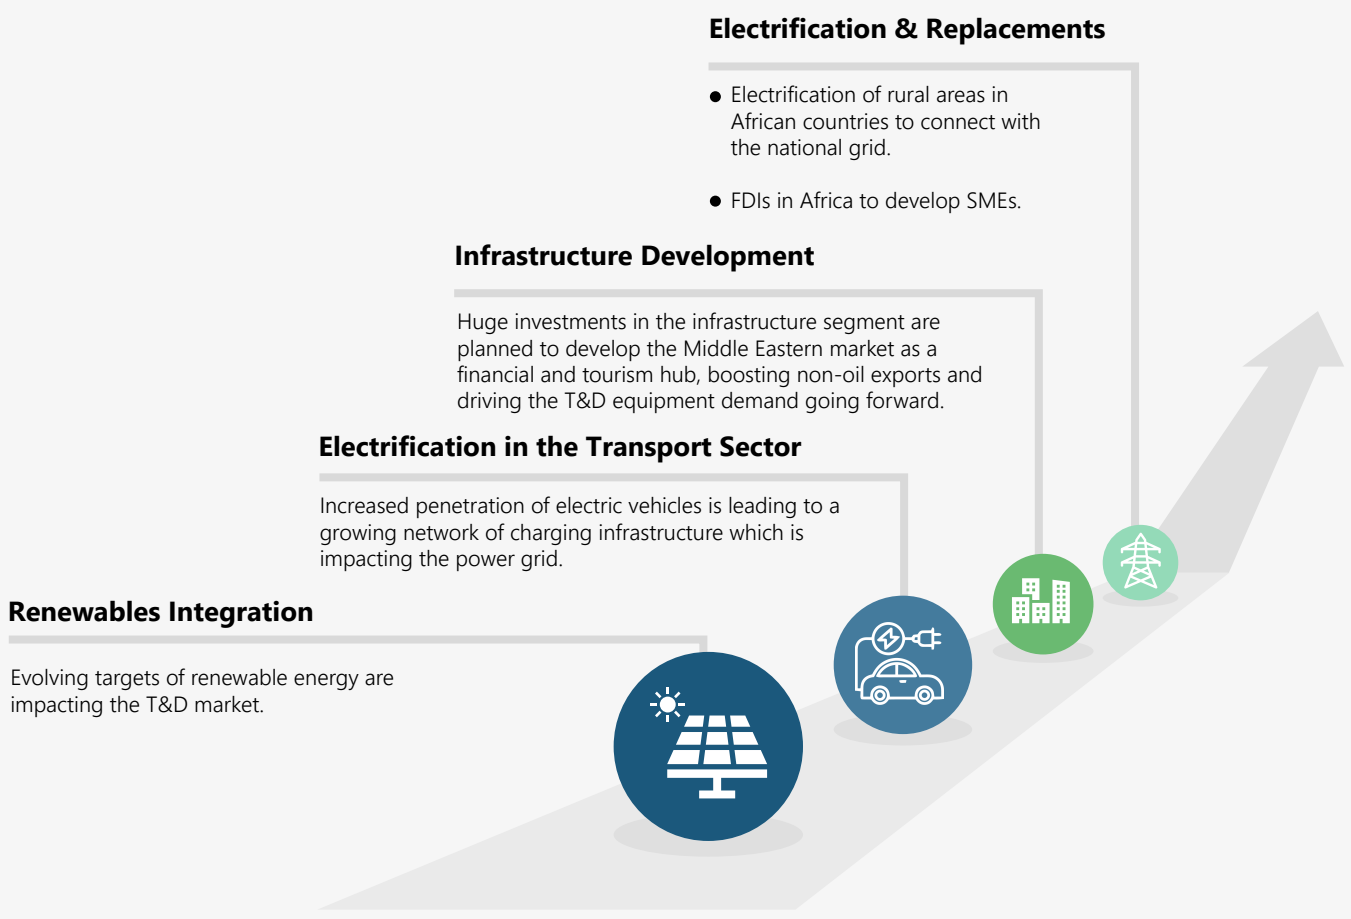 Electrification & Replacements
● Electrification of rural areas in
African countries to connect with
the national grid.
● FDIs in Africa to develop SMEs.
Infrastructure Development
Huge investments in the infrastructure segment are
planned to develop the Middle Eastern market as a
financial and tourism hub, boosting non-oil exports and
driving the T&D equipment demand going forward.
Electrification in the Transport Sector
Increased penetration of electric vehicles is leading to a
growing network of charging infrastructure which is
impacting the power grid.
Renewables Integration
Evolving targets of renewable energy are
impacting the T&D market.